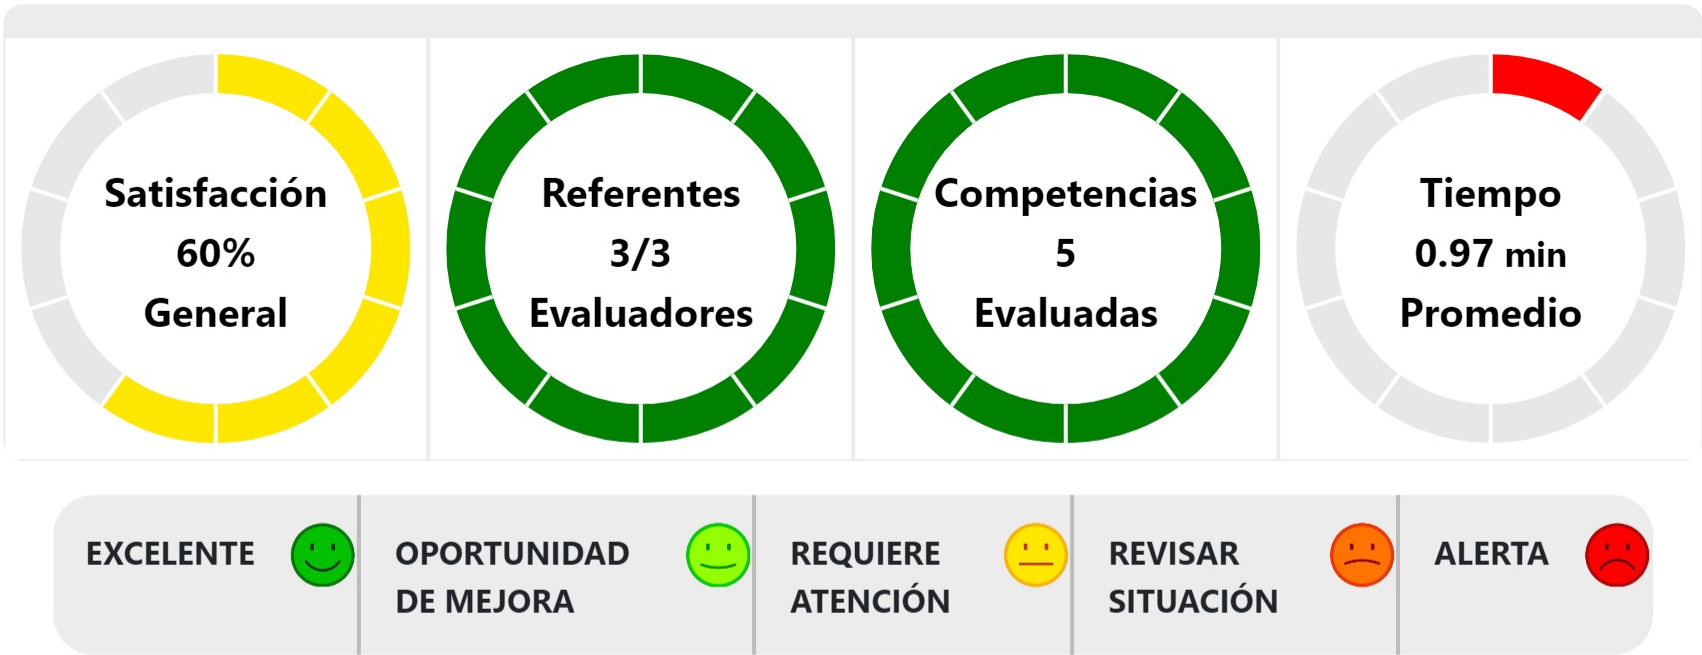 Satisfacción
60%
General
Referentes
3/3
Evaluadores
Competencias
5
Evaluadas
Tiempo
0.97 min
Promedio
EXCELENTE
OPORTUNIDAD
DE MEJORA
REQUIERE
ATENCIÓN
REVISAR
SITUACIÓN
ALERTA